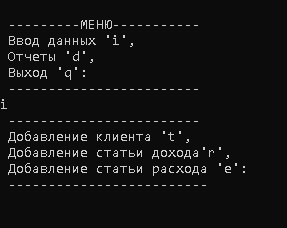 ---------МЕНЮ-----------
Ввод данных 'i',
Отчеты 'd',
Выход 'q':
------------------------
i
------------------------
Добавление клиента 't',
Добавление статьи дохода'r',
Добавление статьи расхода 'e':
-------------------------